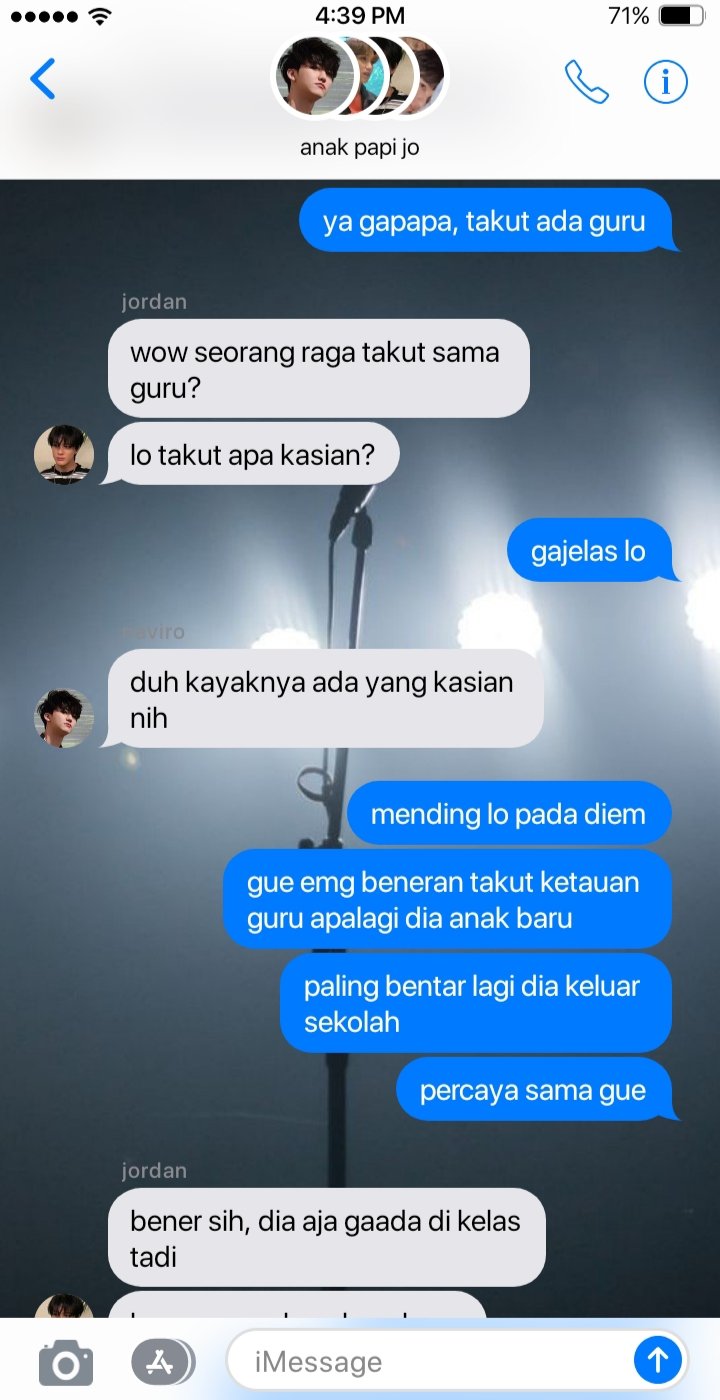 4:39 PM
71%
anak papi jo
ya gapapa, takut ada guru
jordan
wow seorang raga takut sama
guru?
lo takut apa kasian?
gajelas lo
naviro
duh kayaknya ada yang kasian
nih
mending lo pada diem
gue emg beneran takut ketauan
guru apalagi dia anak baru
paling bentar lagi dia keluar
sekolah
percaya sama gue
jordan
bener sih, dia aja gaada di kelas
tadi
iMessage